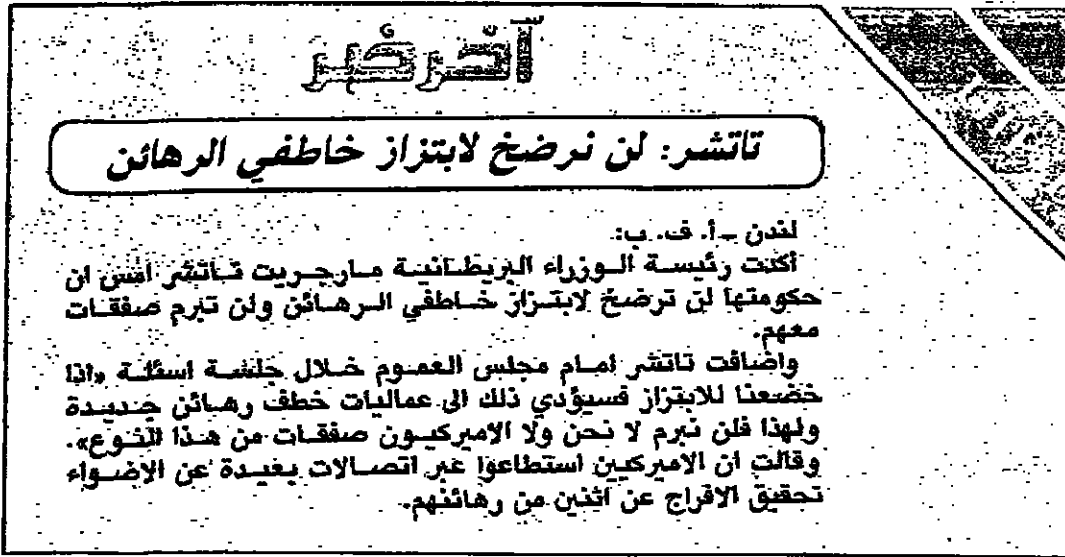 آخر خبر
تاتشر: لن نرضخ لابتزاز خاطفي الرهائن
لندن ـ أ. ف. ب:
أكدت رئيسة الوزراء البريطانية مارجريت تاتشر امس ان
حكومتها لن ترضخ لابتزاز خاطفي الرهائن ولن تبرم صفقات
معهم.
واضافت تاتشر امام مجلس العموم خلال جلسة اسئلة «اذا
خضعنا للابتزاز فسيؤدي ذلك الى عماليات خطف رهائن جديدة
ولهذا فلن نبرم لا نحن ولا الاميركيون صفقات من هذا النوع».
وقالت ان الاميركيين استطاعوا عبر اتصالات بعيدة عن الاضواء
تحقيق الافراج عن اثنين من رهائنهم.